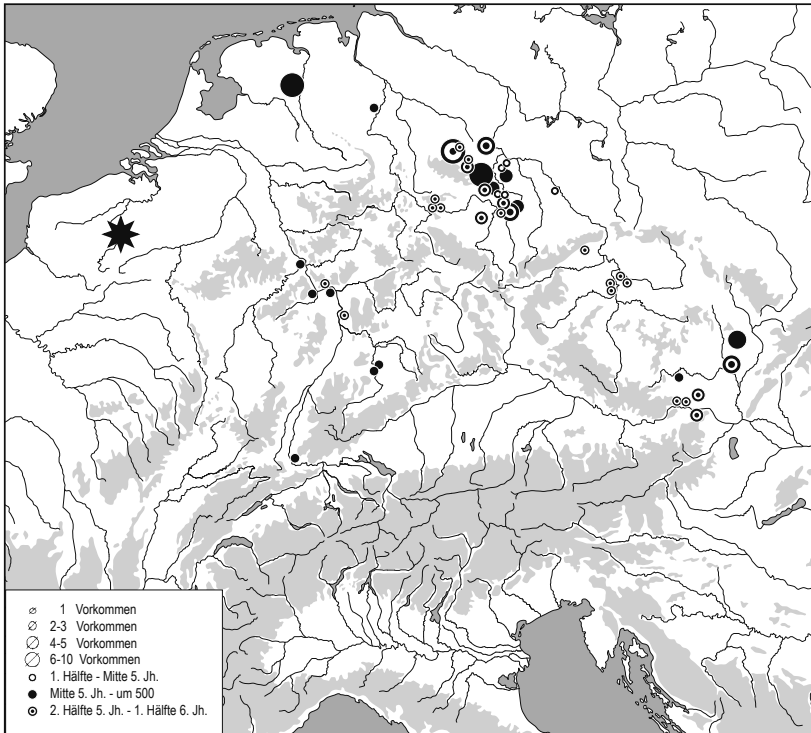 1 Vorkommen
2-3 Vorkommen
4-5 Vorkommen
6-10 Vorkommen
1. Hälfte - Mitte 5. Jh.
Mitte 5. Jh. - um 500
2. Hälfte 5. Jh. - 1. Hälfte 6. Jh.